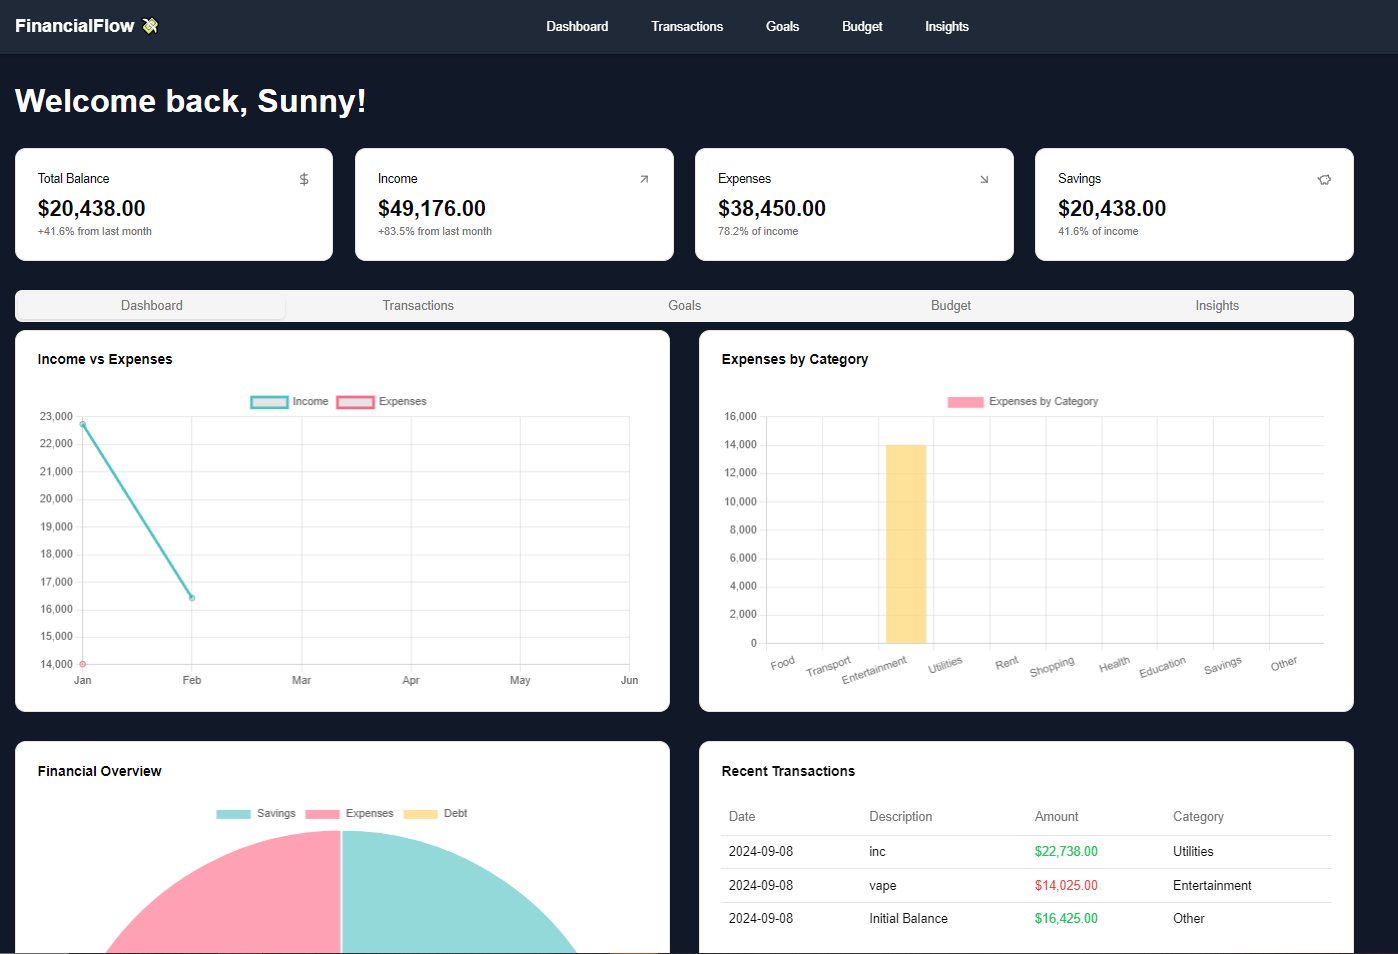 FinancialFlow 💸
Dashboard Transactions Goals Budget Insights
Welcome back, Sunny!
Total Balance $
$20,438.00
+41.6% from last month
Income
$49,176.00
+83.5% from last month
Expenses
$38,450.00
78.2% of income
Savings
$20,438.00
41.6% of income
Dashboard Transactions Goals Budget Insights
Income vs Expenses
Income Expenses
23,000
22,000
21,000
20,000
19,000
18,000
17,000
16,000
15,000
14,000
Jan Feb Mar Apr May Jun
Expenses by Category
Expenses by Category
16,000
14,000
12,000
10,000
8,000
6,000
4,000
2,000
0
Food Transport Entertainment Utilities Rent Shopping Health Education Savings Other
Financial Overview
Savings Expenses Debt
Recent Transactions
Date Description Amount Category
2024-09-08 inc $22,738.00 Utilities
2024-09-08 vape $14,025.00 Entertainment
2024-09-08 Initial Balance $16,425.00 Other